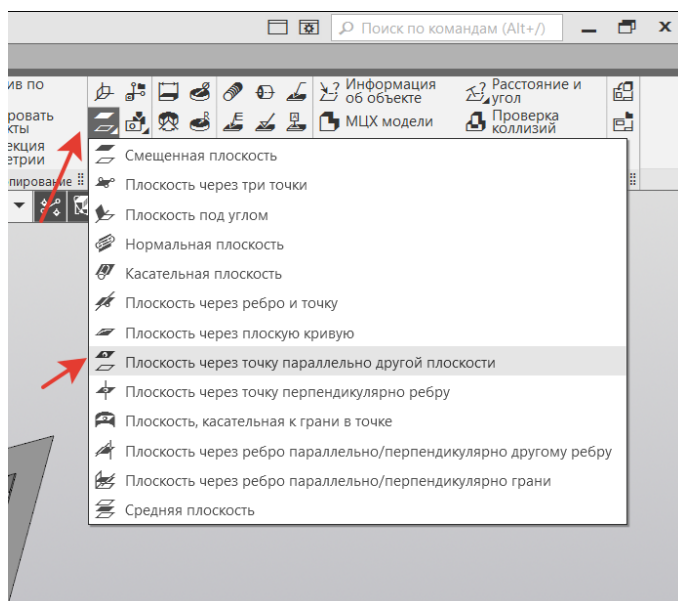 Поиск по командам (Alt+/)
ив по
Информация
об объекте
Расстояние и
угол
ровать
кты
МЦХ модели
Проверка
коллизий
екция
етрии
пирование
Смещенная плоскость
Плоскость через три точки
Плоскость под углом
Нормальная плоскость
Касательная плоскость
Плоскость через ребро и точку
Плоскость через плоскую кривую
Плоскость через точку параллельно другой плоскости
Плоскость через точку перпендикулярно ребру
Плоскость, касательная к грани в точке
Плоскость через ребро параллельно/перпендикулярно другому ребру
Плоскость через ребро параллельно/перпендикулярно грани
Средняя плоскость